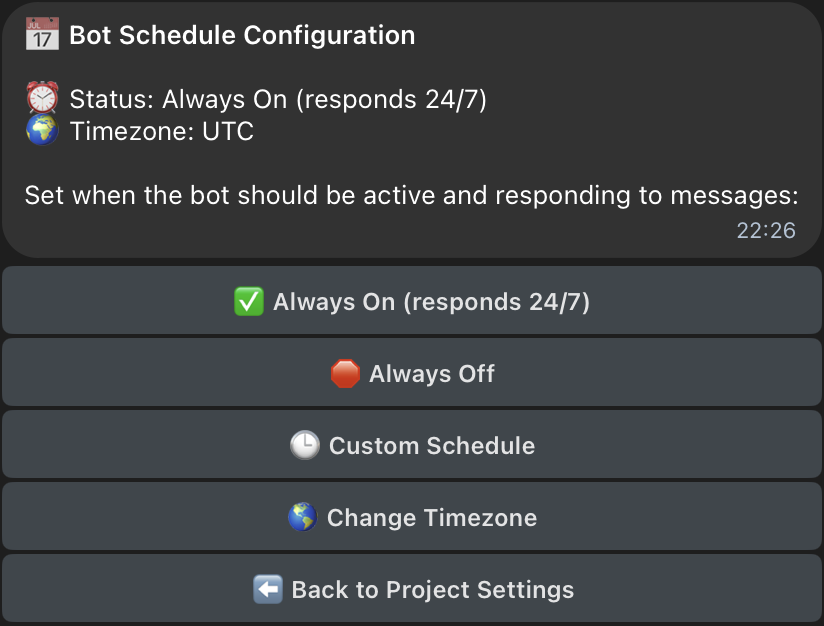 Bot Schedule Configuration
Status: Always On (responds 24/7)
Timezone: UTC
Set when the bot should be active and responding to messages:
22:26
Always On (responds 24/7)
Always Off
Custom Schedule
Change Timezone
Back to Project Settings